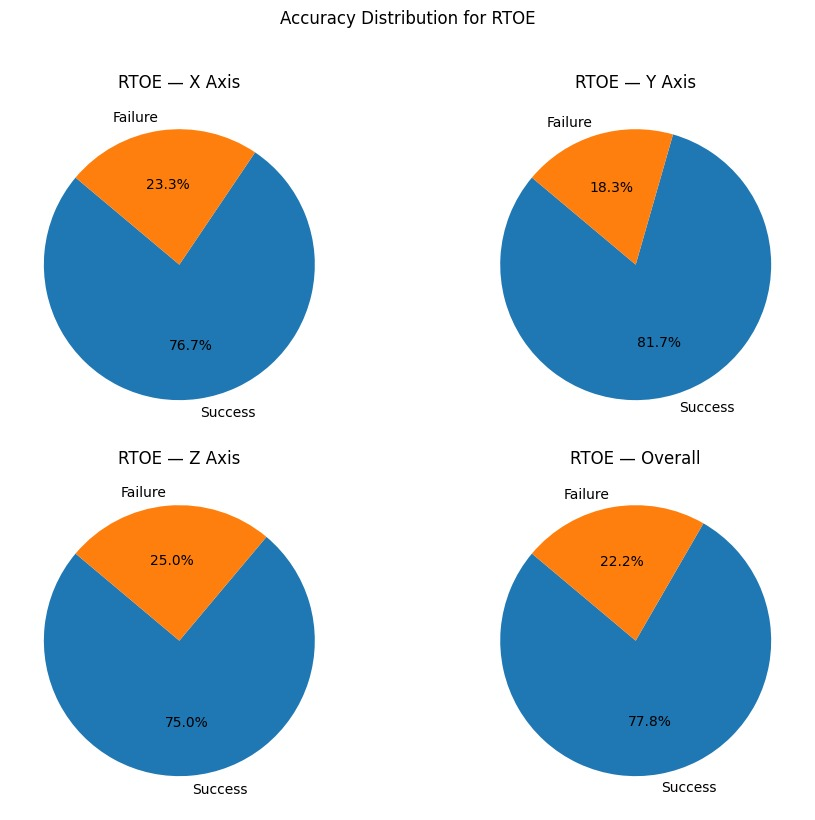 Accuracy Distribution for RTOE
RTOE — X Axis
Failure
23.3%
76.7%
Success
RTOE — Y Axis
Failure
18.3%
81.7%
Success
RTOE — Z Axis
Failure
25.0%
75.0%
Success
RTOE — Overall
Failure
22.2%
77.8%
Success